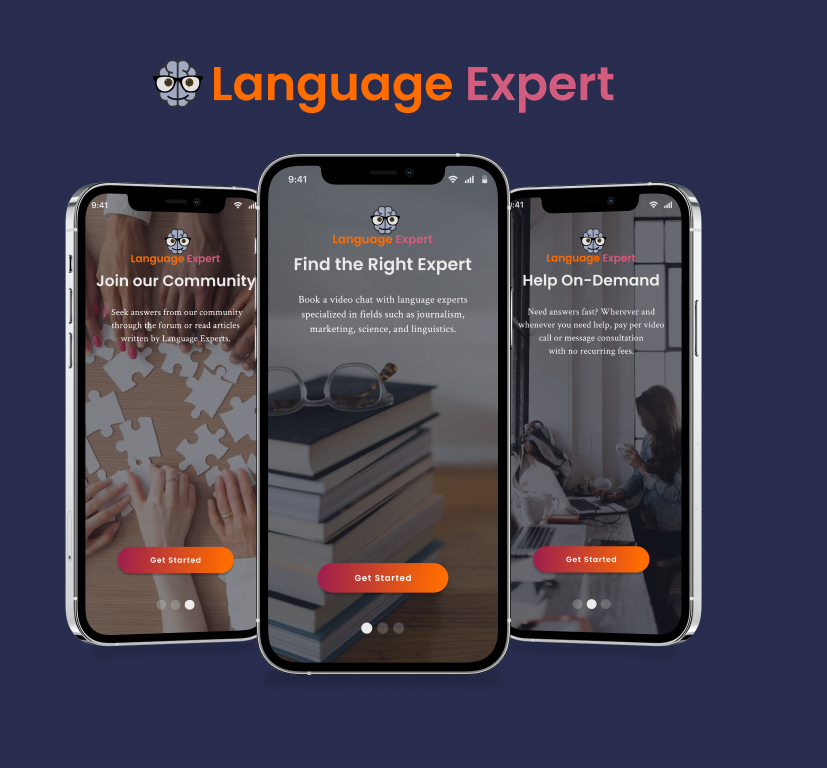 Language Expert
9:41
Language Expert
Join our Community
Seek answers from our community
through the forum or read articles
written by Language Experts.
Get Started
9:41
Language Expert
Find the Right Expert
Book a video chat with language experts
specialized in fields such as journalism,
marketing, science, and linguistics.
Get Started
:41
Language Expert
Help On-Demand
Need answers fast? Wherever and
whenever you need help, pay per video
call or message consultation
with no recurring fees.
Get Started